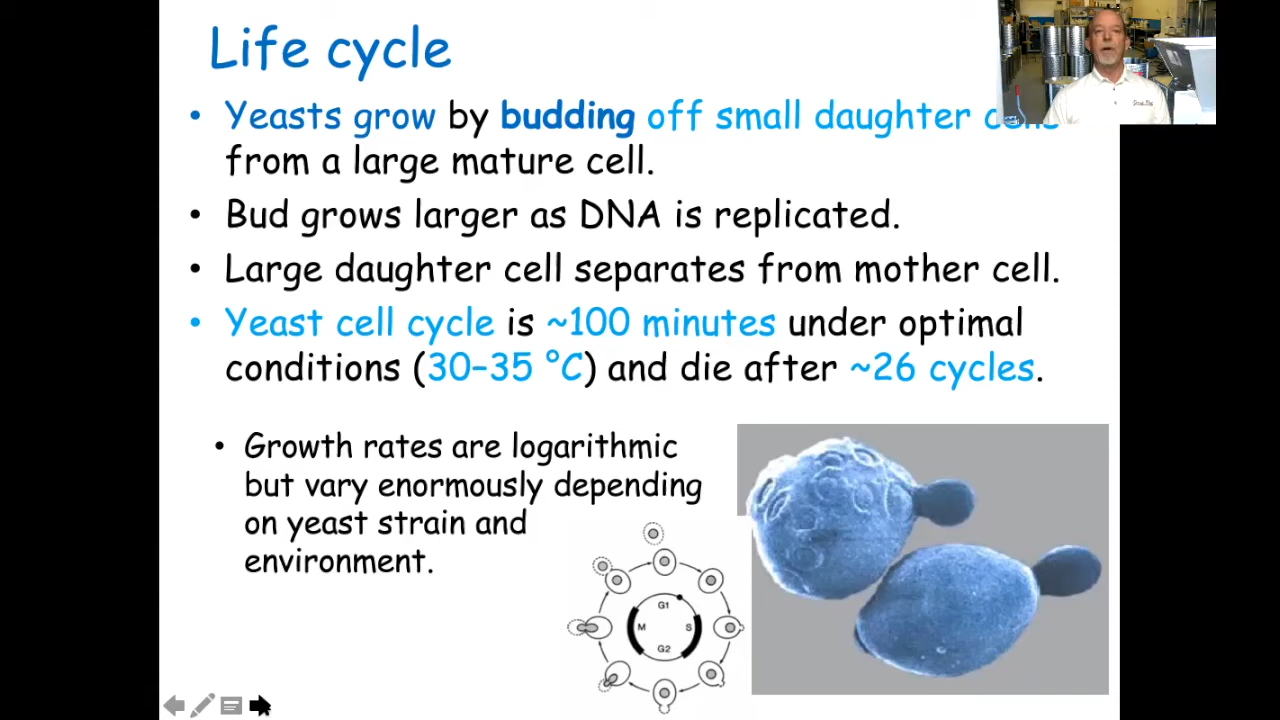 Life cycle
• Yeasts grow by budding off small daughter cells
from a large mature cell.
• Bud grows larger as DNA is replicated.
• Large daughter cell separates from mother cell.
• Yeast cell cycle is ~100 minutes under optimal
conditions (30–35 °C) and die after ~26 cycles.
• Growth rates are logarithmic
but vary enormously depending
on yeast strain and
environment.
G1
M S
G2